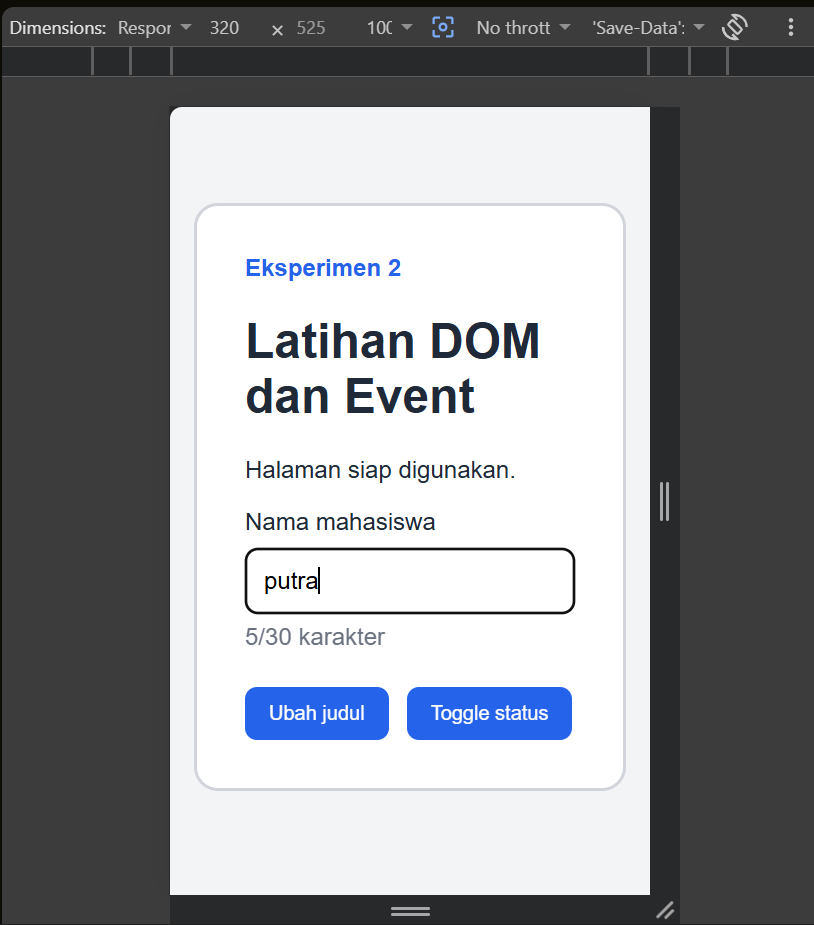 Dimensions: Respor 320 × 525 100 No thrott 'Save-Data':
Eksperimen 2
Latihan DOM
dan Event
Halaman siap digunakan.
Nama mahasiswa
putra
5/30 karakter
Ubah judul Toggle status